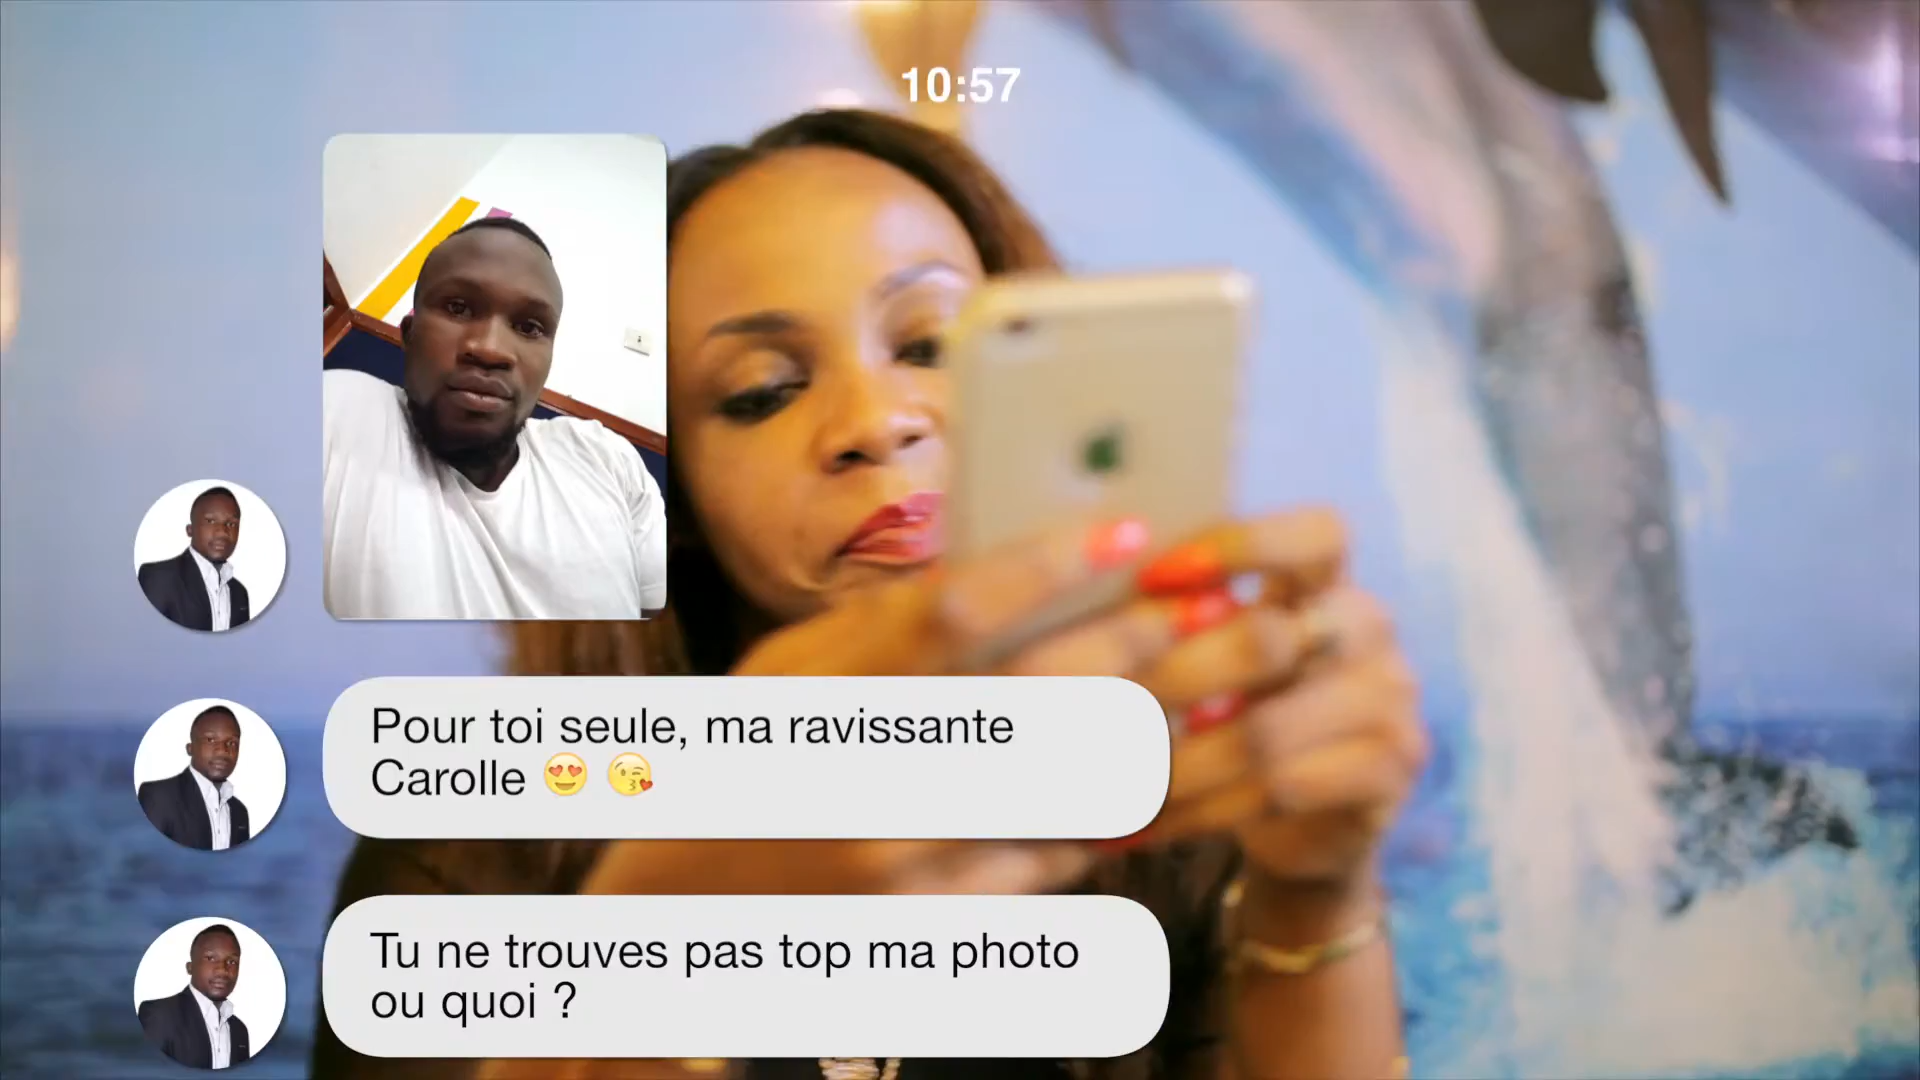 10:57
Pour toi seule, ma ravissante
Carolle 😍 😘
Tu ne trouves pas top ma photo
ou quoi ?